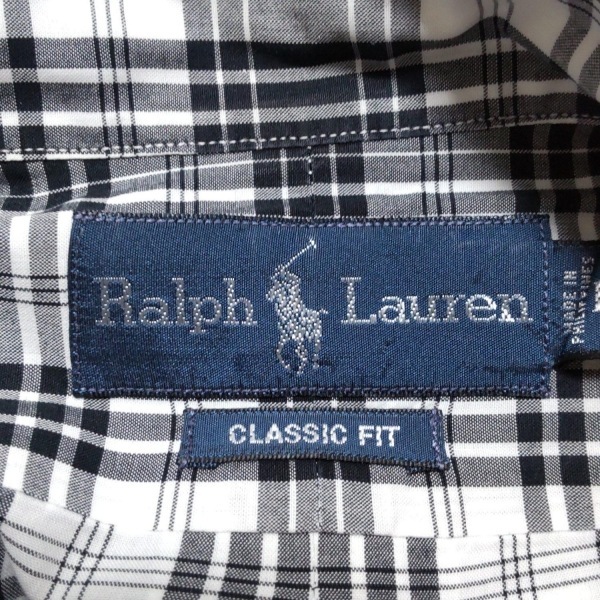 Ralph Lauren
CLASSIC FIT
MADE IN
PHILIPPINES